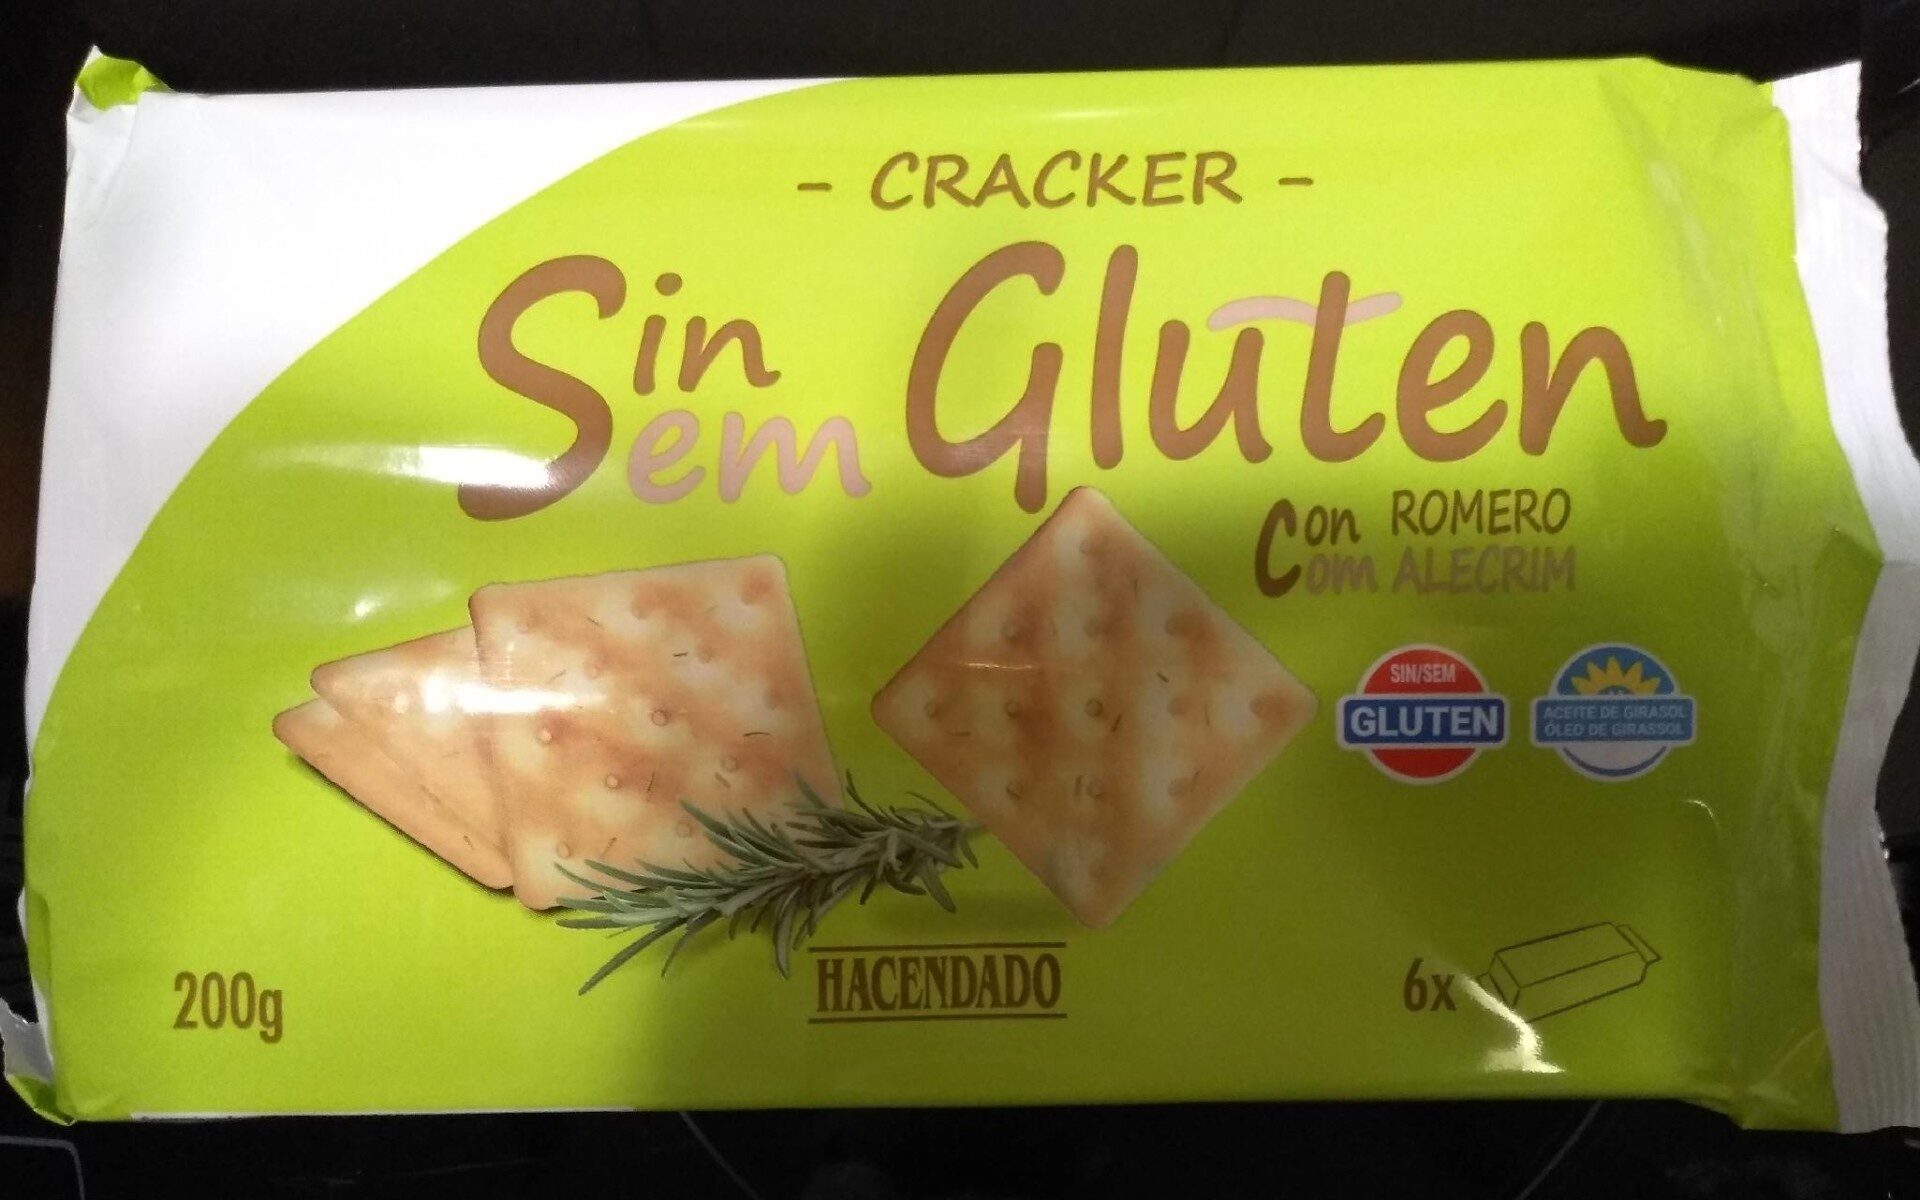 - CRACKER -
Sin Gluten
Sem
Con ROMERO
Com ALECRIM
SIN/SEM
GLUTEN
ACEITE DE GIRASOL
ÓLEO DE GIRASSOL
HACENDADO
200g
6x